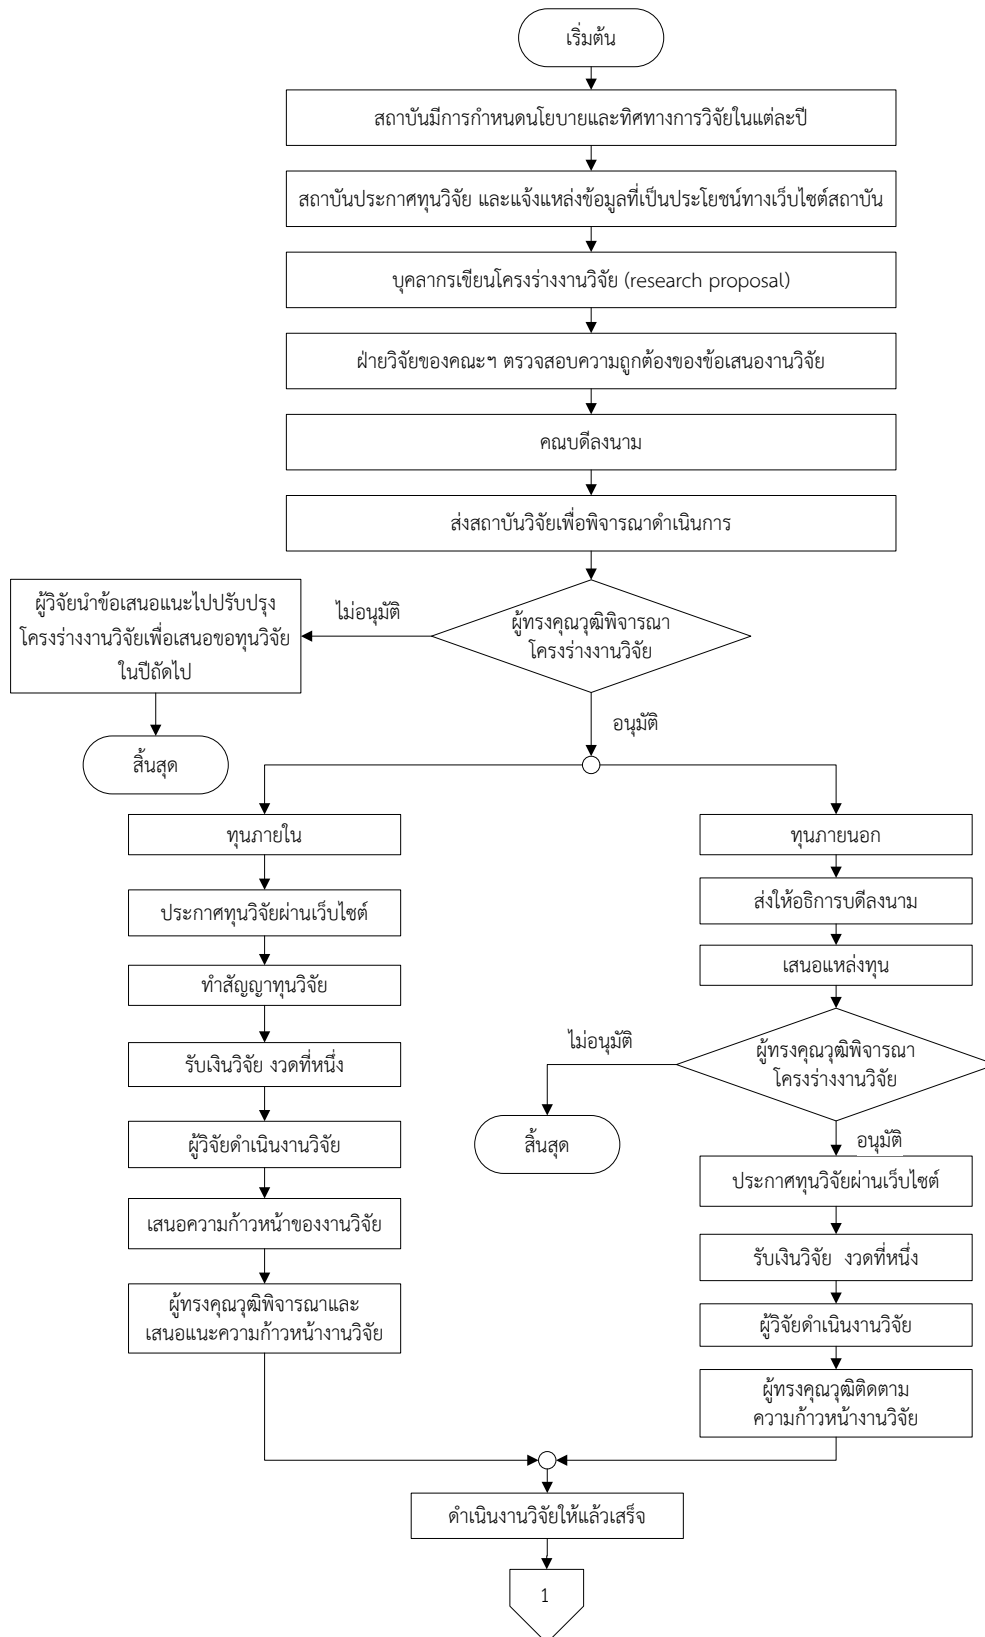 เริ่มต้น
สถาบันมีการกำหนดนโยบายและทิศทางการวิจัยในแต่ละปี
สถาบันประกาศทุนวิจัย และแจ้งแหล่งข้อมูลที่เป็นประโยชน์ทางเว็บไซต์สถาบัน
บุคลากรเขียนโครงร่างงานวิจัย (research proposal)
ฝ่ายวิจัยของคณะฯ ตรวจสอบความถูกต้องของข้อเสนองานวิจัย
คณบดีลงนาม
ส่งสถาบันวิจัยเพื่อพิจารณาดำเนินการ
ผู้ทรงคุณวุฒิพิจารณา
โครงร่างงานวิจัย
ไม่อนุมัติ
ผู้วิจัยนำข้อเสนอแนะไปปรับปรุง
โครงร่างงานวิจัยเพื่อเสนอขอทุนวิจัย
ในปีถัดไป
สิ้นสุด
อนุมัติ
ทุนภายใน
ประกาศทุนวิจัยผ่านเว็บไซต์
ทำสัญญาทุนวิจัย
รับเงินวิจัย งวดที่หนึ่ง
ผู้วิจัยดำเนินงานวิจัย
เสนอความก้าวหน้าของงานวิจัย
ผู้ทรงคุณวุฒิพิจารณาและ
เสนอแนะความก้าวหน้างานวิจัย
ทุนภายนอก
ส่งให้อธิการบดีลงนาม
เสนอแหล่งทุน
ผู้ทรงคุณวุฒิพิจารณา
โครงร่างงานวิจัย
ไม่อนุมัติ
สิ้นสุด
อนุมัติ
ประกาศทุนวิจัยผ่านเว็บไซต์
รับเงินวิจัย งวดที่หนึ่ง
ผู้วิจัยดำเนินงานวิจัย
ผู้ทรงคุณวุฒิติดตาม
ความก้าวหน้างานวิจัย
ดำเนินงานวิจัยให้แล้วเสร็จ
1